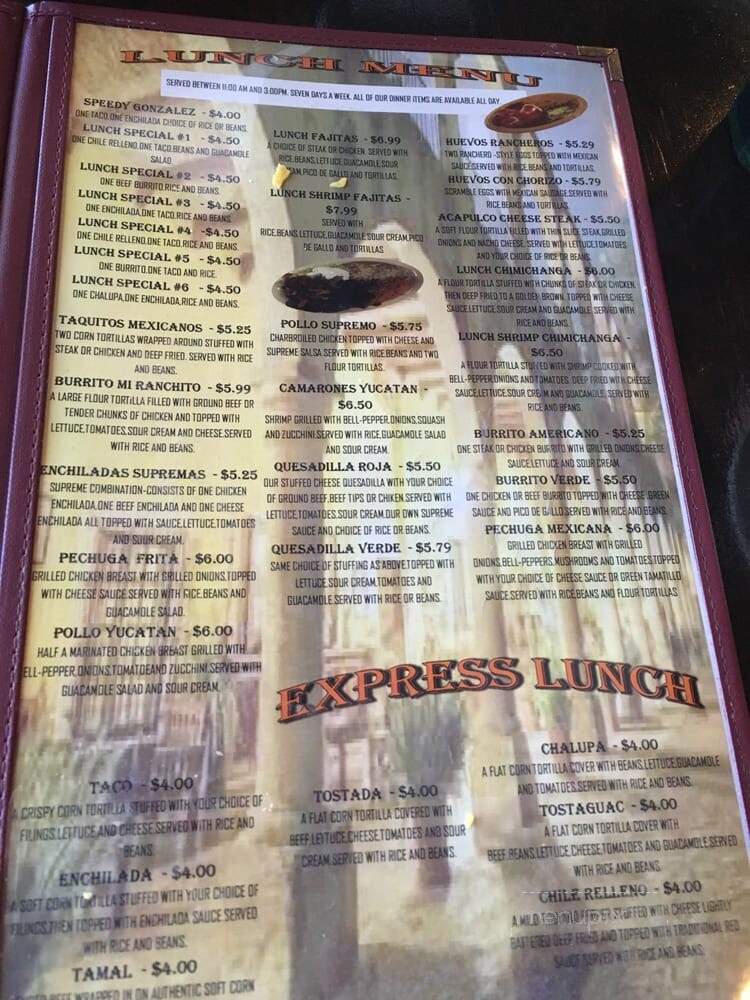 LUNCH MENU
SERVED BETWEEN 11:00 AM AND 3:00PM. SEVEN DAYS A WEEK. ALL OF OUR DINNER ITEMS ARE AVAILABLE ALL DAY.
SPEEDY GONZALEZ - $4.00
ONE TACO,ONE ENCHILADA CHOICE OF RICE OR BEANS.
LUNCH SPECIAL #1 - $4.50
ONE CHILE RELLENO,ONE TACO,BEANS AND GUACAMOLE
SALAD
LUNCH SPECIAL #2 - $4.50
ONE BEEF BURRITO,RICE AND BEANS.
LUNCH SPECIAL #3 - $4.50
ONE ENCHILADA,ONE TACO,RICE AND BEANS.
LUNCH SPECIAL #4 -$4.50
ONE CHILE RELLENO,ONE TACO,RICE AND BEANS.
LUNCH SPECIAL #5 - $4.50
ONE BURRITO,ONE TACO AND RICE.
LUNCH SPECIAL #6 - $4.50
ONE CHALUPA,ONE ENCHILADA,RICE AND BEANS.
TAQUITOS MEXICANOS - $5.25
TWO CORN TORTILLAS WRAPPED AROUND STUFFED WITH
STEAK OR CHICKEN AND DEEP FRIED. SERVED WITH RICE
AND BEANS.
BURRITO MI RANCHITO - $5.99
A LARGE FLOUR TORTILLA FILLED WITH GROUND BEEF OR
TENDER CHUNKS OF CHICKEN AND TOPPED WITH
LETTUCE,TOMATOES,SOUR CREAM AND CHEESE.SERVED
WITH RICE AND BEANS.
ENCHILADAS SUPREMAS - $5.25
SUPREME COMBINATION-CONSISTS OF ONE CHICKEN
ENCHILADA,ONE BEEF ENCHILADA AND ONE CHEESE
ENCHILADA ALL TOPPED WITH SAUCE,LETTUCE,TOMATOES
AND SOUR CREAM.
PECHUGA FRITA - $6.00
GRILLED CHICKEN BREAST WITH GRILLED ONIONS,TOPPED
WITH CHEESE SAUCE.SERVED WITH RICE,BEANS AND
GUACAMOLE SALAD.
POLLO YUCATAN - $6.00
HALF A MARINATED CHICKEN BREAST GRILLED WITH
ELL-PEPPER,ONIONS,TOMATOEAND ZUCCHINI.SERVED WITH
GUACAMOLE SALAD AND SOUR CREAM.
LUNCH FAJITAS - $6.99
A CHOICE OF STEAK OR CHICKEN. SERVED WITH
RICE,BEANS,LETTUCE,GUACAMOLE,SOUR
AM,PICO DE GALLO AND TORTILLAS.
LUNCH SHRIMP FAJITAS -
$7.99
SERVED WITH
RICE,BEANS,LETTUCE,GUACAMOLE,SOUR CREAM,PICO
DE GALLO AND TORTILLAS
POLLO SUPREMO - $5.75
CHARBROILED CHICKEN TOPPED WITH CHEESE AND
SUPREME SALSA SERVED WITH RICE,BEANS AND TWO
FLOUR TORTILLAS.
CAMARONES YUCATAN -
$6.50
SHRIMP GRILLED WITH BELL-PEPPER,ONIONS,SQUASH
AND ZUCCHINI,SERVED WITH RICE,GUACAMOLE SALAD
AND SOUR CREAM.
QUESADILLA ROJA - $5.50
OUR STUFFED CHEESE QUESADILLA WITH YOUR CHOICE
OF GROUND BEEF,BEEF TIPS OR CHIKEN.SERVED WITH
LETTUCE,TOMATOES,SOUR CREAM,OUR OWN SUPREME
SAUCE AND CHOICE OF RICE OR BEANS.
QUESADILLA VERDE - $5.79
SAME CHOICE OF STUFFING AS ABOVE,TOPPED WITH
LETTUCE,SOUR CREAM,TOMATOES AND
GUACAMOLE.SERVED WITH RICE OR BEANS.
HUEVOS RANCHEROS - $5.29
TWO RANCHERO-STYLE EGGS TOPPED WITH MEXICAN
SAUCE,SERVED WITH RICE,BEANS AND TORTILLAS.
HUEVOS CON CHORIZO - $5.79
SCRAMBLE EGGS WITH MEXICAN SAUSAGE,SERVED WITH
RICE,BEANS AND TORTILLAS.
ACAPULCO CHEESE STEAK - $5.50
A SOFT FLOUR TORTILLA FILLED WITH THIN SLICE STEAK,GRILLED
ONIONS AND NACHO CHEESE. SERVED WITH LETTUCE,TOMATOES
AND YOUR CHOICE OF RICE OR BEANS.
LUNCH CHIMICHANGA - $6.00
A FLOUR TORTILLA STUFFED WITH CHUNKS OF STEAK OR CHICKEN,
THEN DEEP FRIED TO A GOLDEN BROWN. TOPPED WITH CHEESE
SAUCE,LETTUCE,SOUR CREAM AND GUACAMOLE. SERVED WITH
RICE AND BEANS.
LUNCH SHRIMP CHIMICHANGA -
$6.50
A FLOUR TORTILLA STUFFED WITH SHRIMP COOKED WITH
BELL-PEPPER,ONIONS AND TOMATOES. DEEP FRIED WITH CHEESE
SAUCE,LETTUCE,SOUR CREAM AND GUACAMOLE. SERVED WITH
RICE AND BEANS.
BURRITO AMERICANO - $5.25
ONE STEAK OR CHICKEN BURRITO WITH GRILLED ONIONS,CHEESE
SAUCE,LETTUCE AND SOUR CREAM.
BURRITO VERDE - $5.50
ONE CHICKEN OR BEEF BURRITO TOPPED WITH CHEESE ,GREEN
SAUCE AND PICO DE GALLO.SERVED WITH RICE AND BEANS.
PECHUGA MEXICANA - $6.00
GRILLED CHICKEN BREAST WITH GRILLED
ONIONS,BELL-PEPPERS,MUSHROOMS AND TOMATOES,TOPPED
WITH YOUR CHOICE OF CHEESE SAUCE OR GREEN TAMATILLO
SAUCE.SERVED WITH RICE,BEANS AND FLOUR TORTILLAS
EXPRESS LUNCH
TACO - $4.00
A CRISPY CORN TORTILLA STUFFED WITH YOUR CHOICE OF
FILINGS,LETTUCE AND CHEESE.SERVED WITH RICE AND
BEANS.
ENCHILADA - $4.00
A SOFT CORN TORTILLA STUFFED WITH YOUR CHOICE OF
FILINGS,THEN TOPPED WITH ENCHILADA SAUCE SERVED
WITH RICE AND BEANS.
TAMAL - $4.00
BEEF WRAPPED IN ON AUTHENTIC SOFT CORN
TOSTADA - $4.00
A FLAT CORN TORTILLA COVERED WITH
BEEF,LETTUCE,CHEESE,TOMATOES AND SOUR
CREAM.SERVED WITH RICE AND BEANS.
CHALUPA - $4.00
A FLAT CORN TORTILLA COVER WITH BEANS,LETTUCE,GUACAMOLE
AND TOMATOES.SERVED WITH RICE AND BEANS.
TOSTAGUAC - $4.00
A FLAT CORN TORTILLA COVER WITH
BEEF,BEANS,LETTUCE,CHEESE,TOMATOES AND GUACAMOLE.SERVED
WITH RICE AND BEANS.
CHILE RELLENO - $4.00
A MILD PEPPER STUFFED WITH CHEESE LIGHTLY
BATTERED DEEP FRIED AND TOPPED WITH TRADITIONAL RED
SAUCE SERVED WITH RICE AND BEANS.